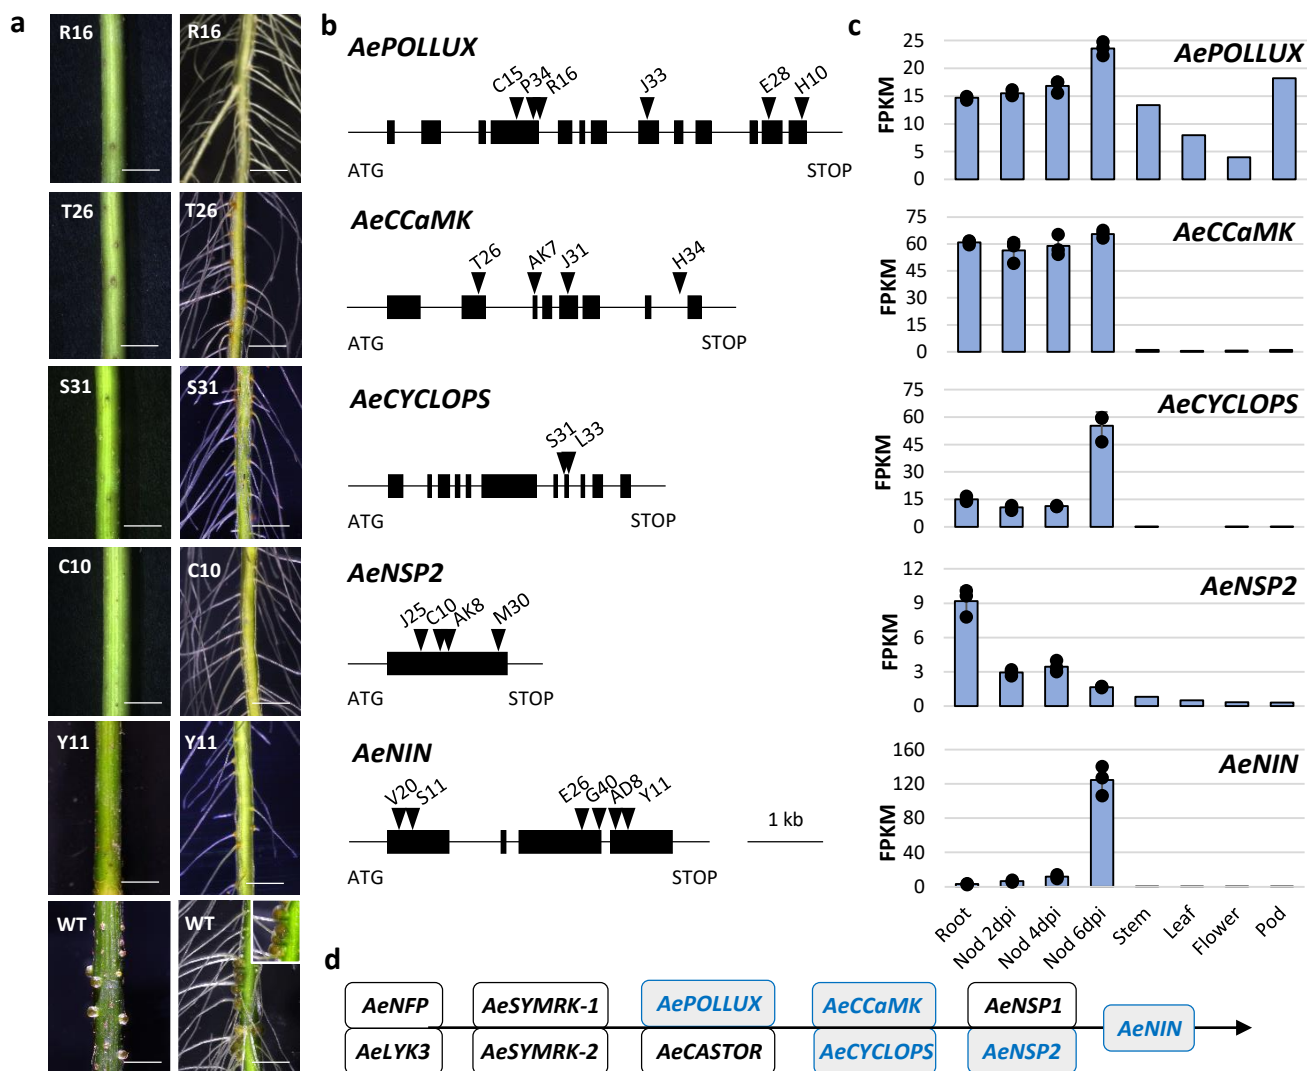 a
R16
R16
T26
T26
S31
S31
C10
C10
Y11
Y11
WT
WT
b
AePOLLUX
C15 P34 R16 J33 E28 H10
ATG
STOP
AeCCaMK
T26 AK7 J31 H34
ATG
STOP
AeCYCLOPS
S31 L33
ATG
STOP
AeNSP2
J25 C10 AK8 M30
ATG
STOP
AeNIN
V20 S11 E26 G40 AD8 Y11
1 kb
ATG
STOP
c
AePOLLUX
FPKM
25
20
15
10
5
0
AeCCaMK
FPKM
75
60
45
30
15
0
AeCYCLOPS
FPKM
75
60
45
30
15
0
AeNSP2
FPKM
12
9
6
3
0
AeNIN
FPKM
160
120
80
40
0
Root
Nod 2dpi
Nod 4dpi
Nod 6dpi
Stem
Leaf
Flower
Pod
d
AeNFP AeSYMRK-1 AePOLLUX AeCCaMK AeNSP1
AeNIN
AeLYK3 AeSYMRK-2 AeCASTOR AeCYCLOPS AeNSP2